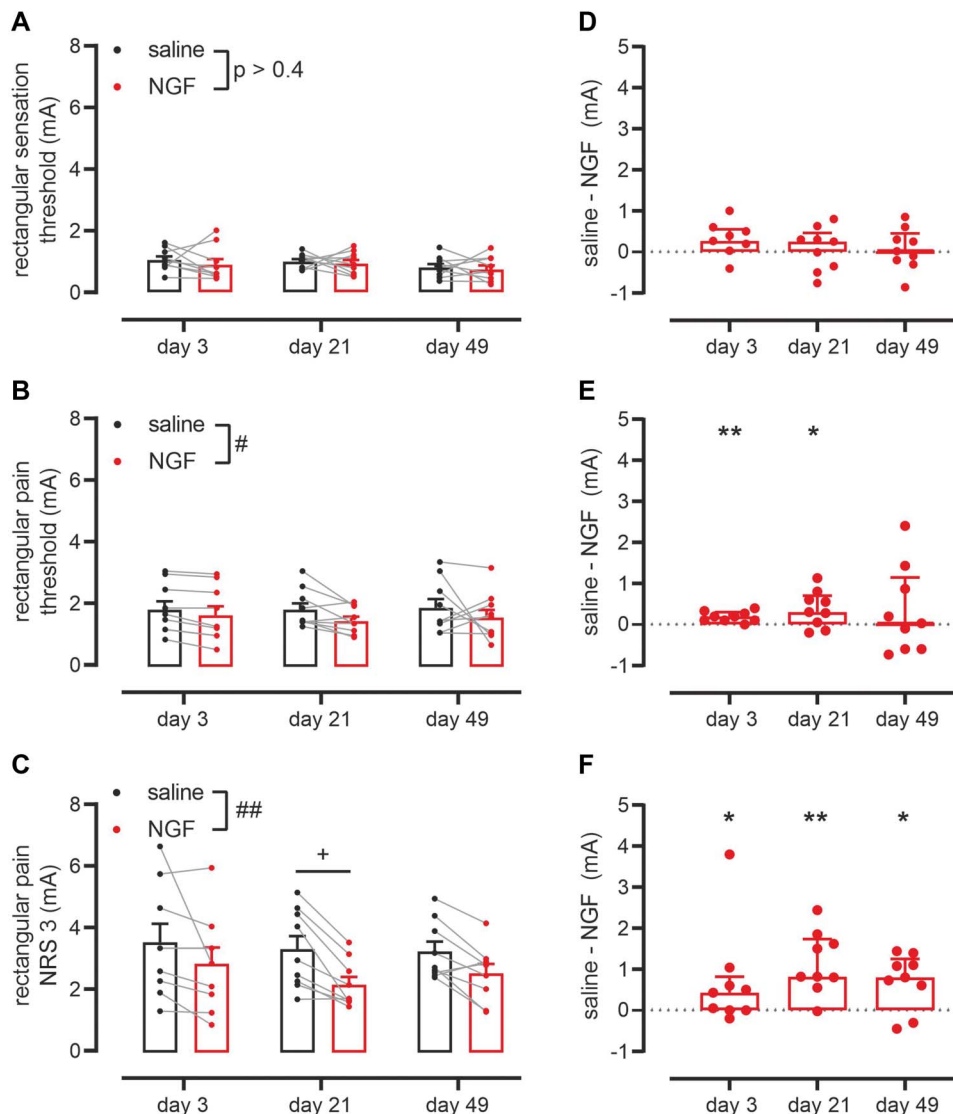 A
saline
NGF
p > 0.4
rectangular sensation
threshold (mA)
8
6
4
2
0
day 3
day 21
day 49
D
saline - NGF (mA)
5
4
3
2
1
0
-1
day 3
day 21
day 49
B
saline
NGF
#
rectangular pain
threshold (mA)
8
6
4
2
0
day 3
day 21
day 49
E
saline - NGF (mA)
5
4
3
2
1
0
-1
**
*
day 3
day 21
day 49
C
saline
NGF
##
+
rectangular pain
NRS 3 (mA)
8
6
4
2
0
day 3
day 21
day 49
F
saline - NGF (mA)
5
4
3
2
1
0
-1
*
**
*
day 3
day 21
day 49